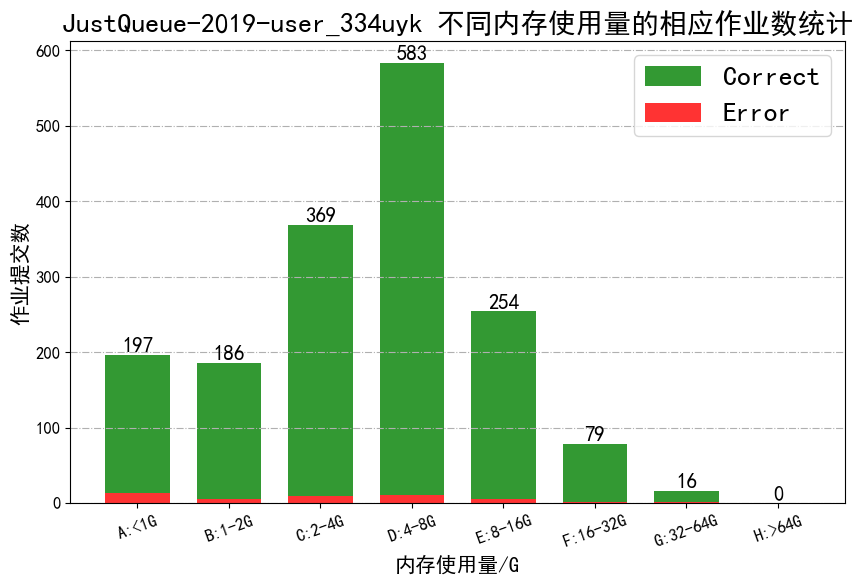 JustQueue-2019-user_334uyk 不同内存使用量的相应作业数统计
Correct
Error
作业提交数
600
500
400
300
200
100
0
197
186
369
583
254
79
16
0
A:<1G
B:1-2G
C:2-4G
D:4-8G
E:8-16G
F:16-32G
G:32-64G
H:>64G
内存使用量/G